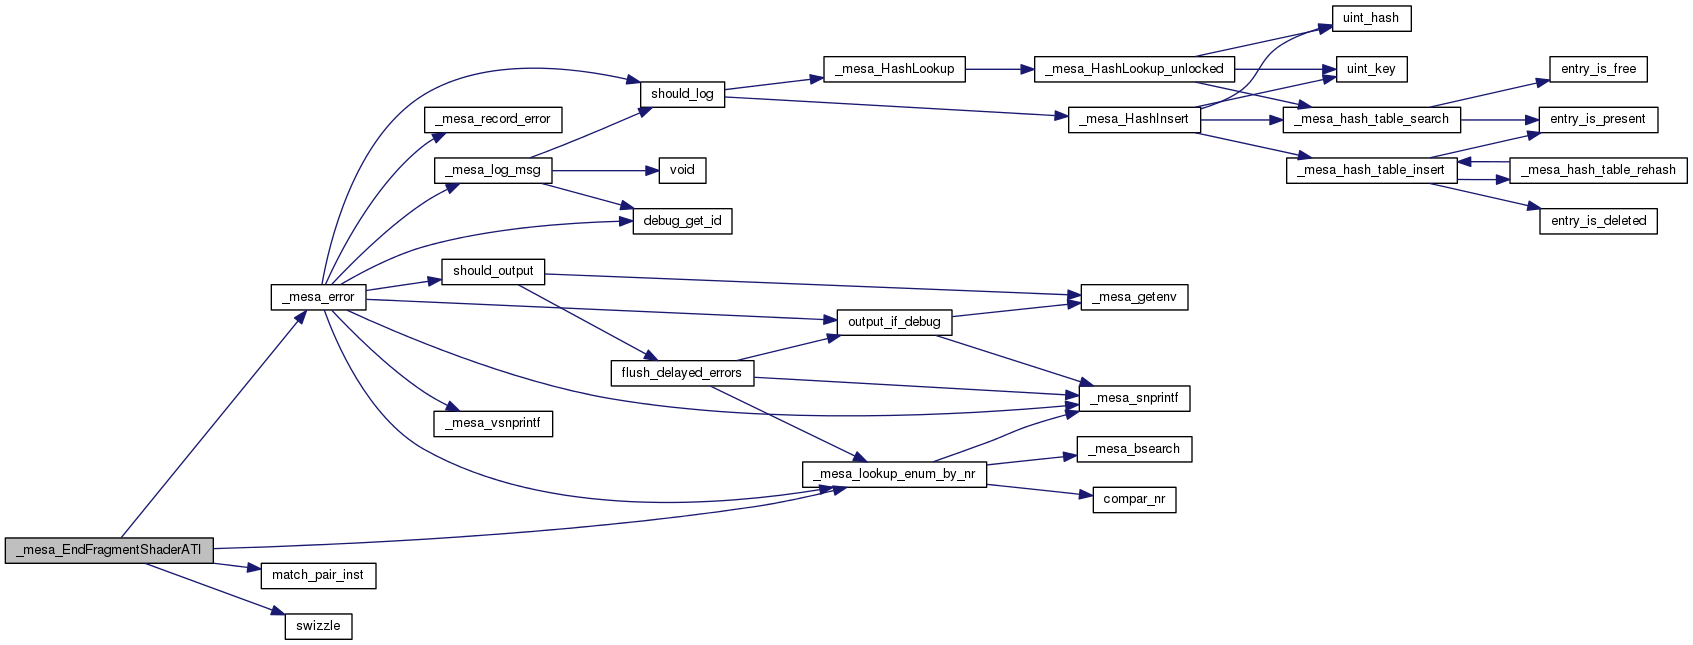 uint_hash
_mesa_HashLookup
_mesa_HashLookup_unlocked
uint_key
entry_is_free
should_log
_mesa_record_error
_mesa_HashInsert
_mesa_hash_table_search
entry_is_present
_mesa_log_msg
void
_mesa_hash_table_insert
_mesa_hash_table_rehash
debug_get_id
entry_is_deleted
should_output
_mesa_error
_mesa_getenv
output_if_debug
flush_delayed_errors
_mesa_snprintf
_mesa_vsnprintf
_mesa_bsearch
_mesa_lookup_enum_by_nr
compar_nr
_mesa_EndFragmentShaderATI
match_pair_inst
swizzle